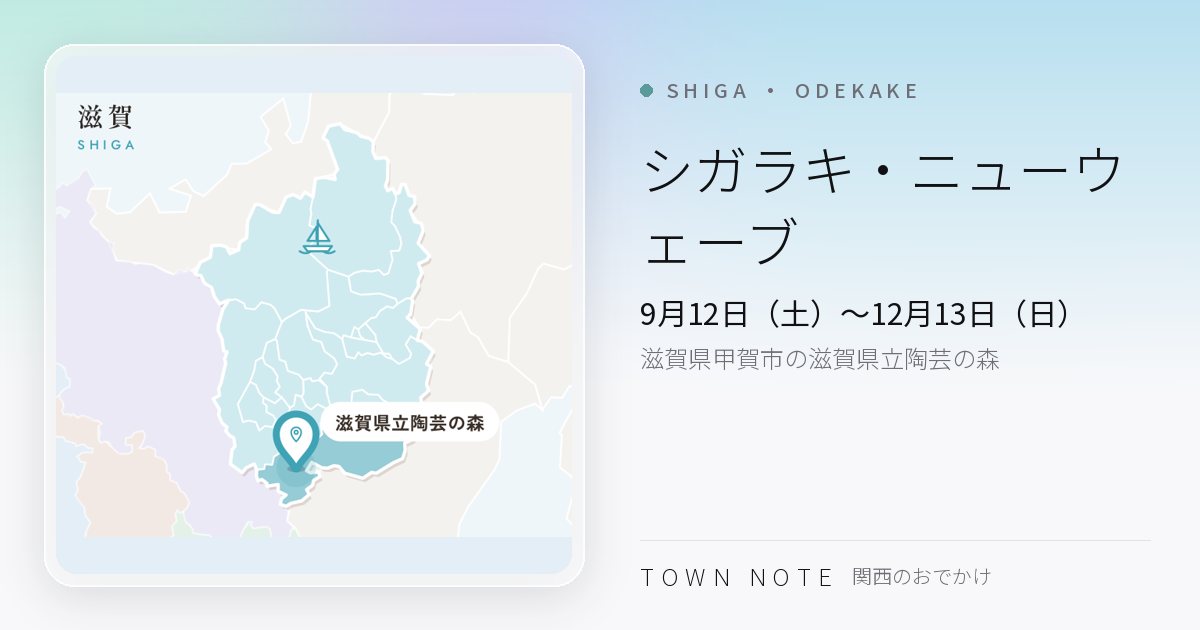 滋賀
SHIGA
滋賀県立陶芸の森
SHIGA • ODEKAKE
シガラキ・ニューウ
ェーブ
9月12日（土）〜12月13日（日）
滋賀県甲賀市の滋賀県立陶芸の森
TOWN NOTE 関西のおでかけ